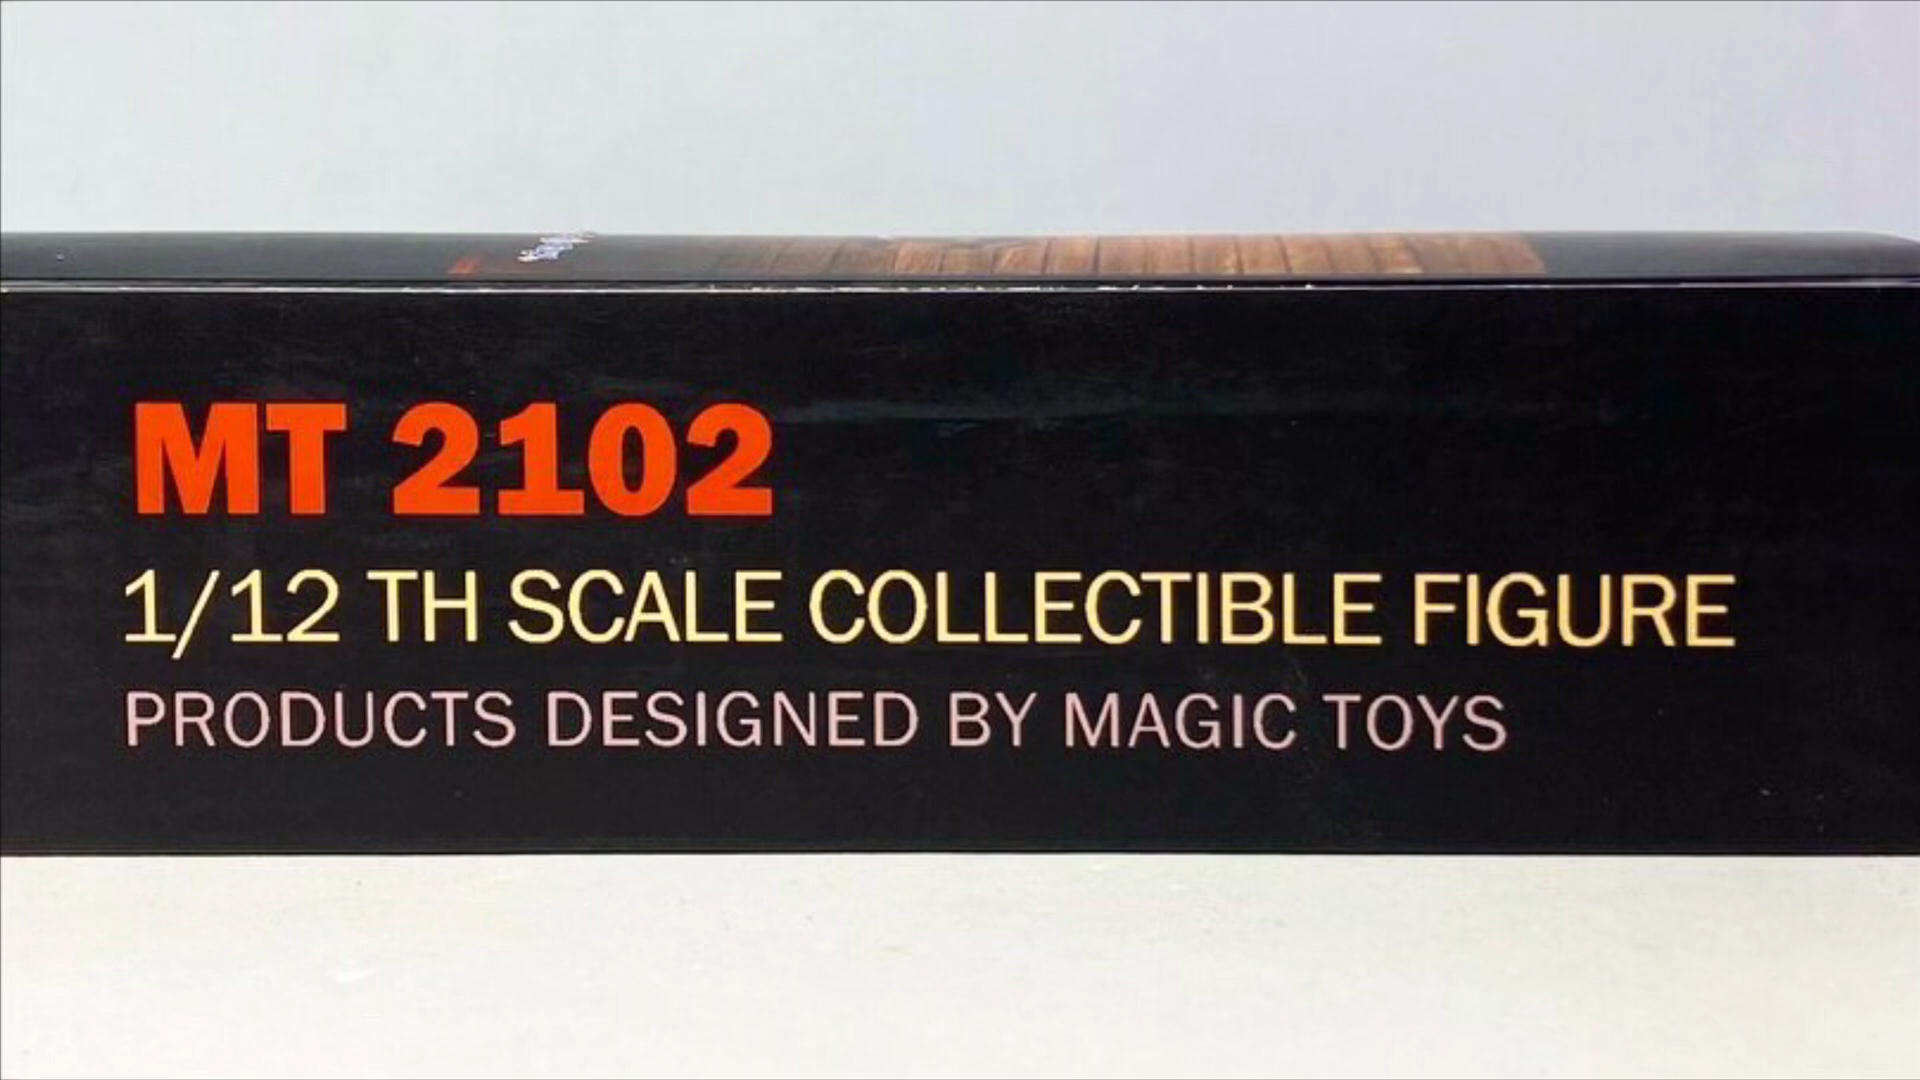 MT 2102
1/12 TH SCALE COLLECTIBLE FIGURE
PRODUCTS DESIGNED BY MAGIC TOYS